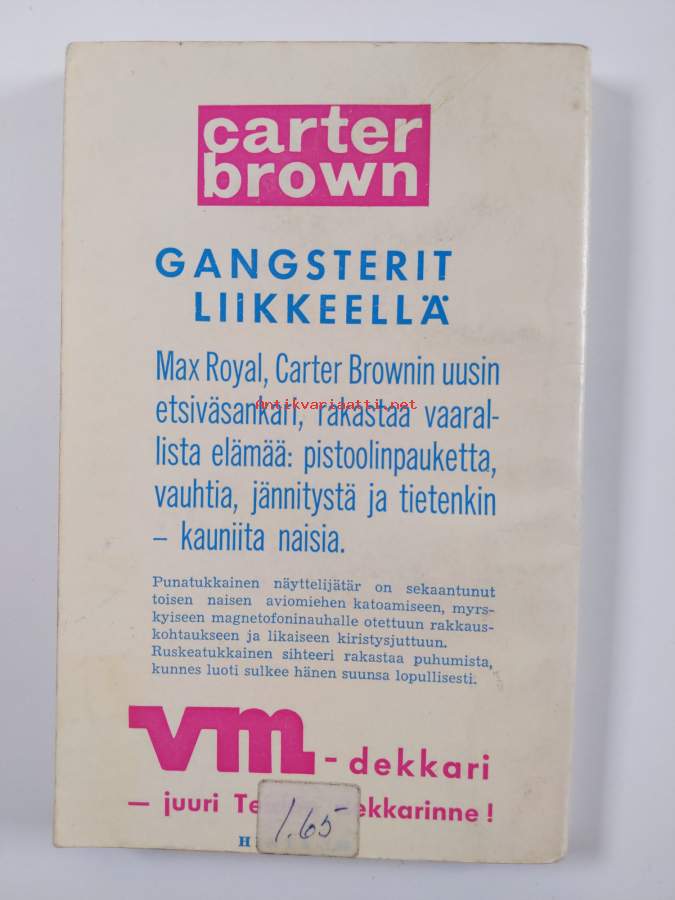 carter
brown
GANGSTERIT
LIIKKEELLÄ
Max Royal, Carter Brownin uusin
etsiväsankari, rakastaa vaaral-
Antikvariaatti.net
lista elämää: pistoolinpauketta,
vauhtia, jännitystä ja tietenkin
– kauniita naisia.
Punatukkainen näyttelijätär on sekaantunut
toisen naisen aviomiehen katoamiseen, myrs-
kyiseen magnetofoninauhalle otettuun rakkaus-
kohtaukseen ja likaiseen kiristysjuttuun.
Ruskeatukkainen sihteeri rakastaa puhumista,
kunnes luoti sulkee hänen suunsa lopullisesti.
vm - dekkari
— juuri
1.65